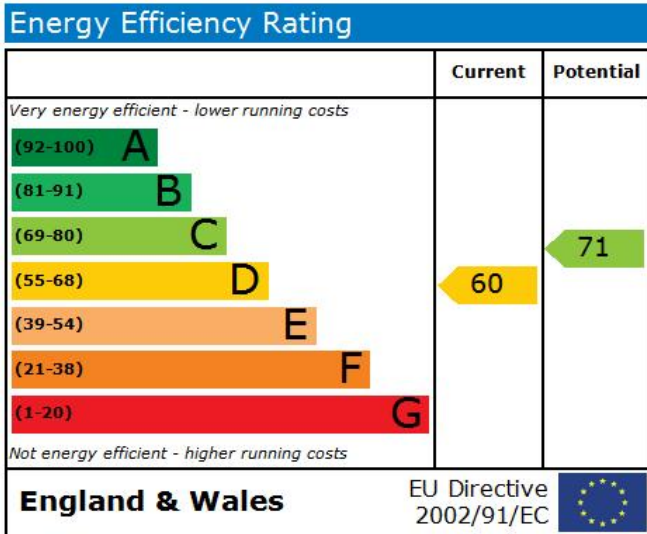 Energy Efficiency Rating
Current Potential
Very energy efficient - lower running costs
(92-100) A
(81-91) B
(69-80) C
71
(55-68) D
60
(39-54) E
(21-38) F
(1-20) G
Not energy efficient - higher running costs
England & Wales
EU Directive
2002/91/EC